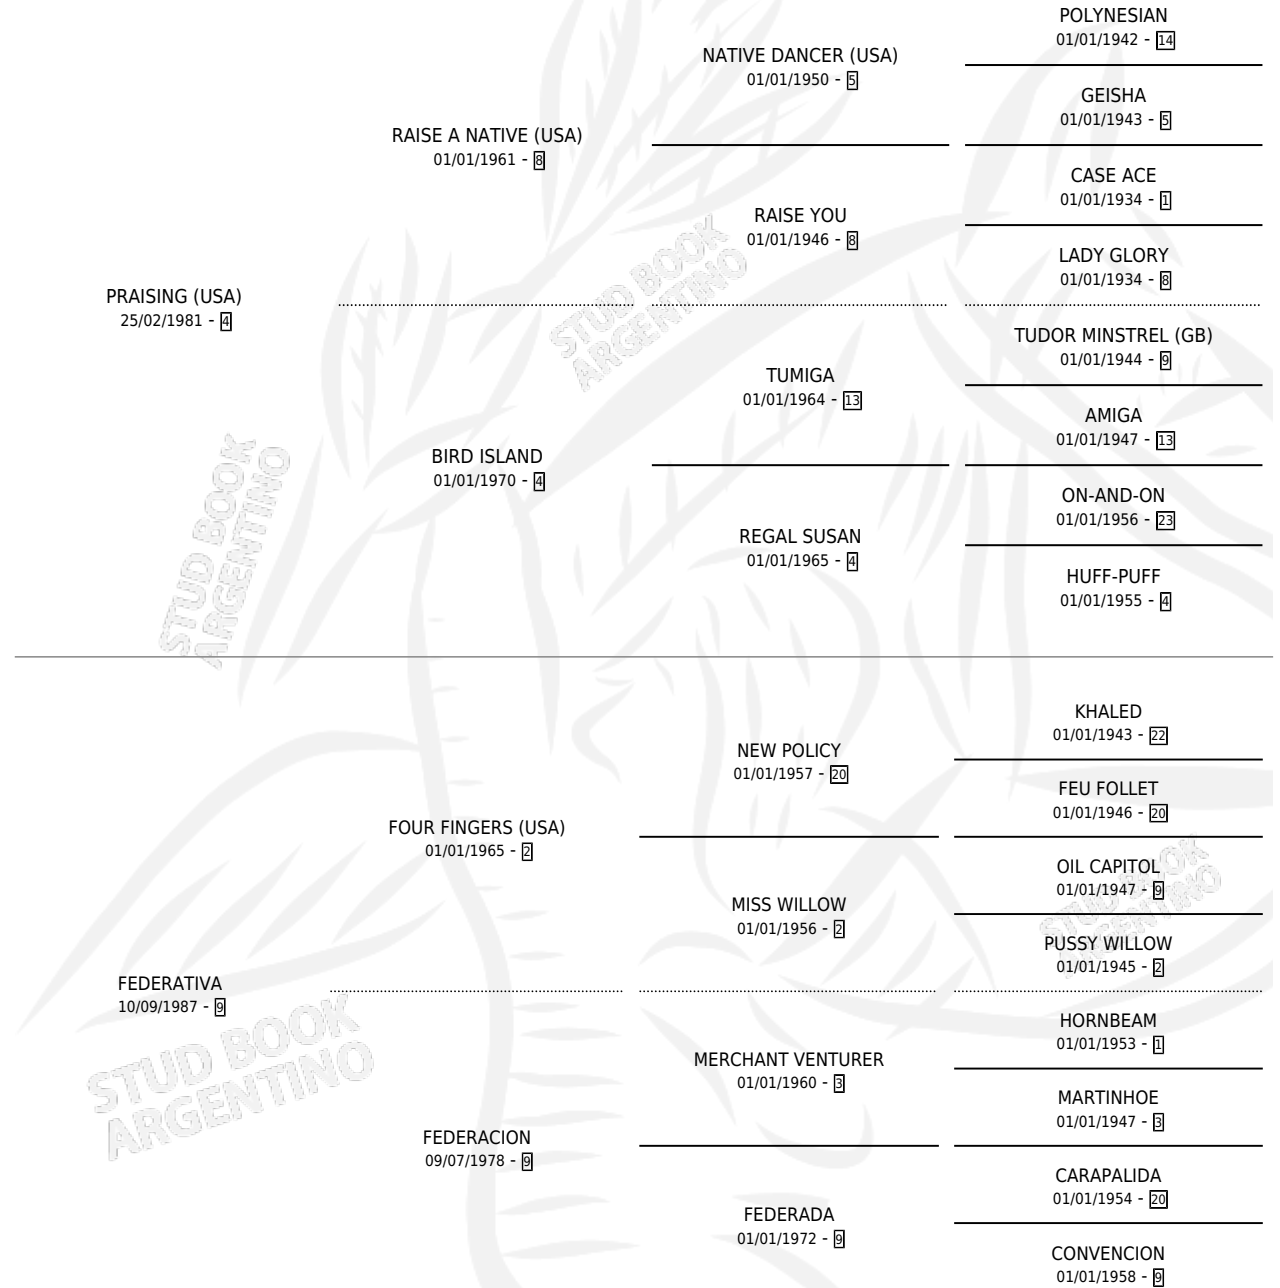 POLYNESIAN
01/01/1942 - 14
NATIVE DANCER (USA)
01/01/1950 - 5
GEISHA
01/01/1943 - 5
RAISE A NATIVE (USA)
01/01/1961 - 8
CASE ACE
01/01/1934 - 1
RAISE YOU
01/01/1946 - 8
LADY GLORY
01/01/1934 - 8
PRAISING (USA)
25/02/1981 - 4
STUD BOOK
ARGENTINO
TUDOR MINSTREL (GB)
01/01/1944 - 9
TUMIGA
01/01/1964 - 13
AMIGA
01/01/1947 - 13
BIRD ISLAND
01/01/1970 - 4
ON-AND-ON
01/01/1956 - 23
REGAL SUSAN
01/01/1965 - 4
HUFF-PUFF
01/01/1955 - 4
STUD BOOK
ARGENTINO
KHALED
01/01/1943 - 22
NEW POLICY
01/01/1957 - 20
FEU FOLLET
01/01/1946 - 20
FOUR FINGERS (USA)
01/01/1965 - 2
OIL CAPITOL
01/01/1947 - 9
MISS WILLOW
01/01/1956 - 2
PUSSY WILLOW
01/01/1945 - 2
STUD BOOK
ARGENTINO
FEDERATIVA
10/09/1987 - 9
HORNBEAM
01/01/1953 - 1
MERCHANT VENTURER
01/01/1960 - 3
MARTINHOE
01/01/1947 - 3
STUD BOOK
ARGENTINO
FEDERACION
09/07/1978 - 9
CARAPALIDA
01/01/1954 - 20
FEDERADA
01/01/1972 - 9
CONVENCION
01/01/1958 - 9